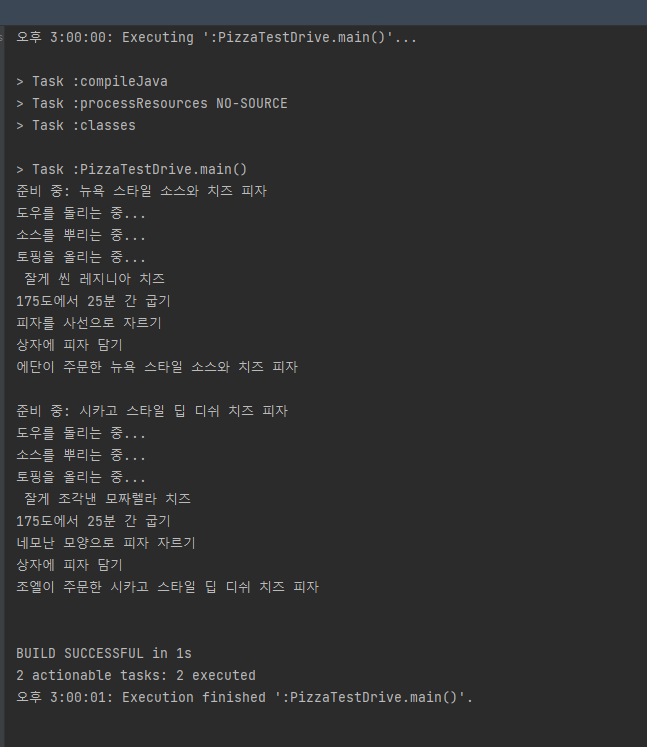 오후 3:00:00: Executing ':PizzaTestDrive.main()'...
> Task :compileJava
> Task :processResources NO-SOURCE
> Task :classes
> Task :PizzaTestDrive.main()
준비 중: 뉴욕 스타일 소스와 치즈 피자
도우를 돌리는 중...
소스를 뿌리는 중...
토핑을 올리는 중...
잘게 썬 레지니아 치즈
175도에서 25분 간 굽기
피자를 사선으로 자르기
상자에 피자 담기
에단이 주문한 뉴욕 스타일 소스와 치즈 피자
준비 중: 시카고 스타일 딥 디쉬 치즈 피자
도우를 돌리는 중...
소스를 뿌리는 중...
토핑을 올리는 중...
잘게 조각낸 모짜렐라 치즈
175도에서 25분 간 굽기
네모난 모양으로 피자 자르기
상자에 피자 담기
조엘이 주문한 시카고 스타일 딥 디쉬 치즈 피자
BUILD SUCCESSFUL in 1s
2 actionable tasks: 2 executed
오후 3:00:01: Execution finished ':PizzaTestDrive.main()'.